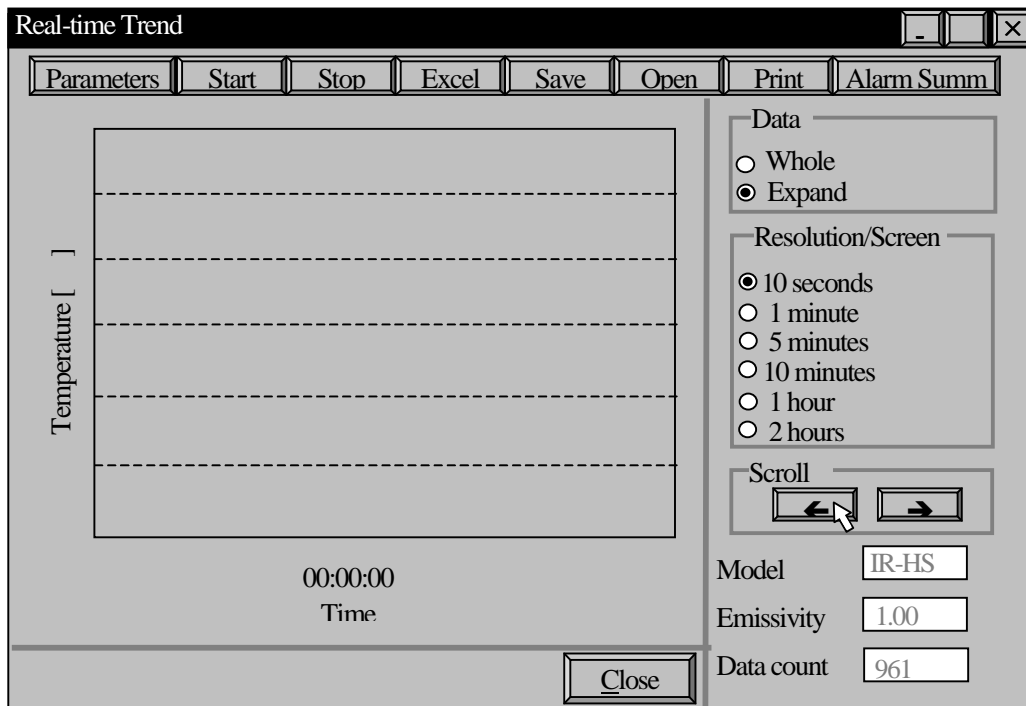 Real-time Trend
Parameters Start Stop Excel Save Open Print Alarm Summ
Temperature [ ]
00:00:00
Time
Close
Data
Whole
Expand
Resolution/Screen
10 seconds
1 minute
5 minutes
10 minutes
1 hour
2 hours
Scroll
Model IR-HS
Emissivity 1.00
Data count 961